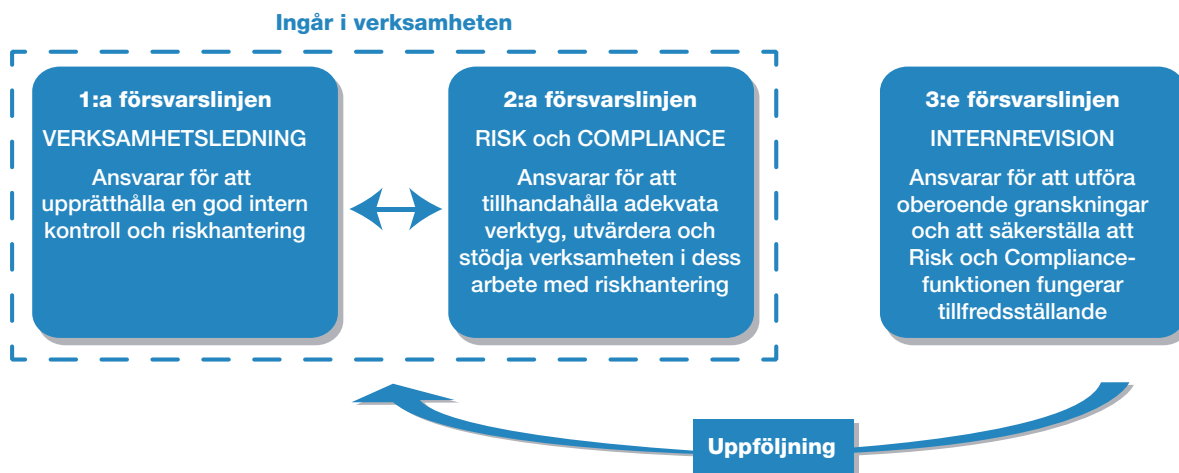 Ingår i verksamheten
1:a försvarslinjen
VERKSAMHETSLEDNING
Ansvarar för att
upprätthålla en god intern
kontroll och riskhantering
2:a försvarslinjen
RISK och COMPLIANCE
Ansvarar för att
tillhandahålla adekvata
verktyg, utvärdera och
stödja verksamheten i dess
arbete med riskhantering
3:e försvarslinjen
INTERNREVISION
Ansvarar för att utföra
oberoende granskningar
och att säkerställa att
Risk och Compliance-
funktionen fungerar
tillfredsställande
Uppföljning